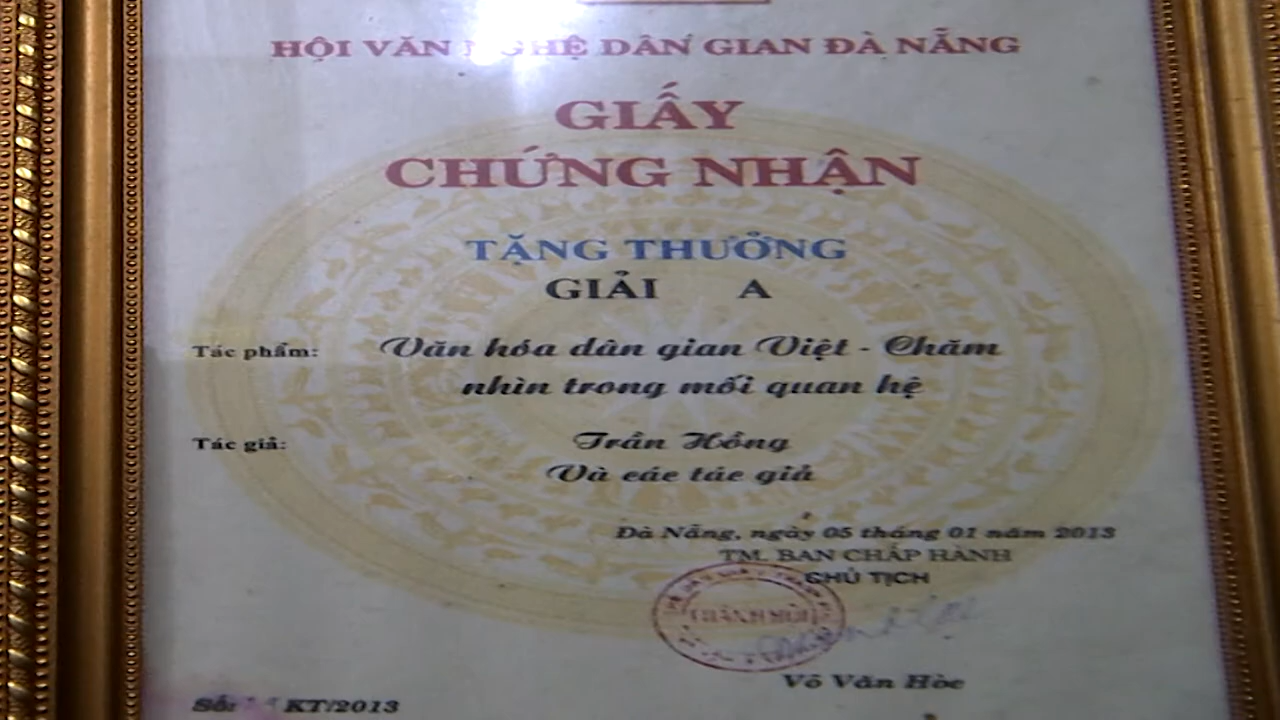 HỘI VĂN NGHỆ DÂN GIAN ĐÀ NẴNG
GIẤY
CHỨNG NHẬN
TẶNG THƯỞNG
GIẢI A
Tác phẩm: Văn hóa dân gian Việt - Chăm
nhìn trong mối quan hệ
Tác giả: Trần Hồng
Và các tác giả
Đà Nẵng, ngày 05 tháng 01 năm 2013
TM. BAN CHẤP HÀNH
CHỦ TỊCH
Võ Văn Hòe
Số: KT/2013